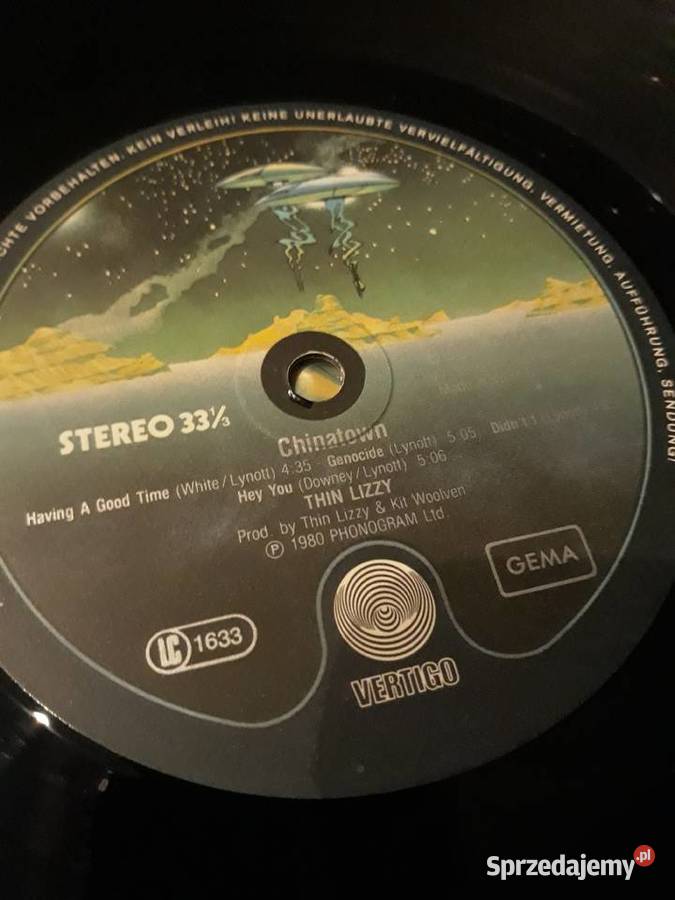 CHTE VORBEHALTEN. KEIN VERLEIH! KEINE UNERLAUBTE VERVIELFÄLTIGUNG, VERMIETUNG, AUFFÜHRUNG, SENDUNG!
STEREO 33⅓
Chinatown
Having A Good Time (White/Lynott) 4:35 - Genocide (Lynott) 5:05 Didn't I
Hey You (Downey/Lynott) 5:06
THIN LIZZY
Prod. by Thin Lizzy & Kit Woolven
Ⓟ 1980 PHONOGRAM Ltd.
GEMA
LC 1633
VERTIGO
Sprzedajemy.pl